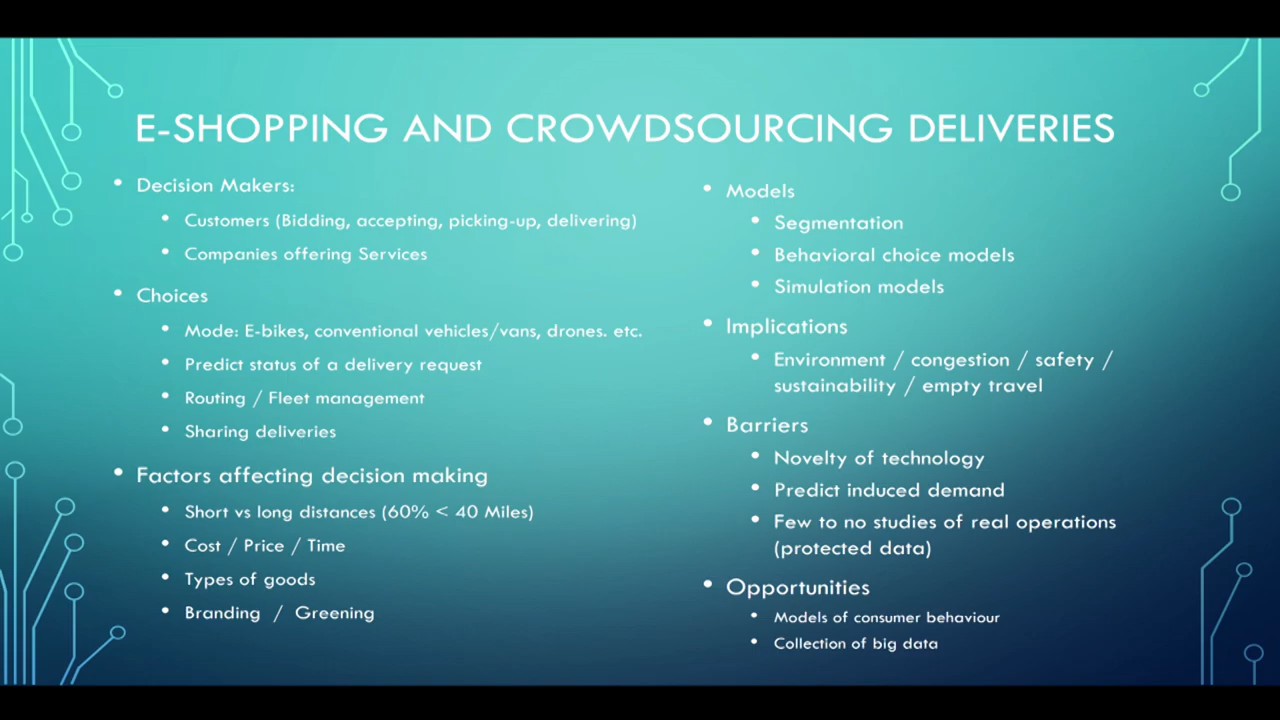 E-SHOPPING AND CROWDSOURCING DELIVERIES
• Decision Makers:
• Customers (Bidding, accepting, picking-up, delivering)
• Companies offering Services
• Choices
• Mode: E-bikes, conventional vehicles/vans, drones. etc.
• Predict status of a delivery request
• Routing / Fleet management
• Sharing deliveries
• Factors affecting decision making
• Short vs long distances (60% < 40 Miles)
• Cost / Price / Time
• Types of goods
• Branding / Greening
• Models
• Segmentation
• Behavioral choice models
• Simulation models
• Implications
• Environment / congestion / safety /
sustainability / empty travel
• Barriers
• Novelty of technology
• Predict induced demand
• Few to no studies of real operations
(protected data)
• Opportunities
• Models of consumer behaviour
• Collection of big data